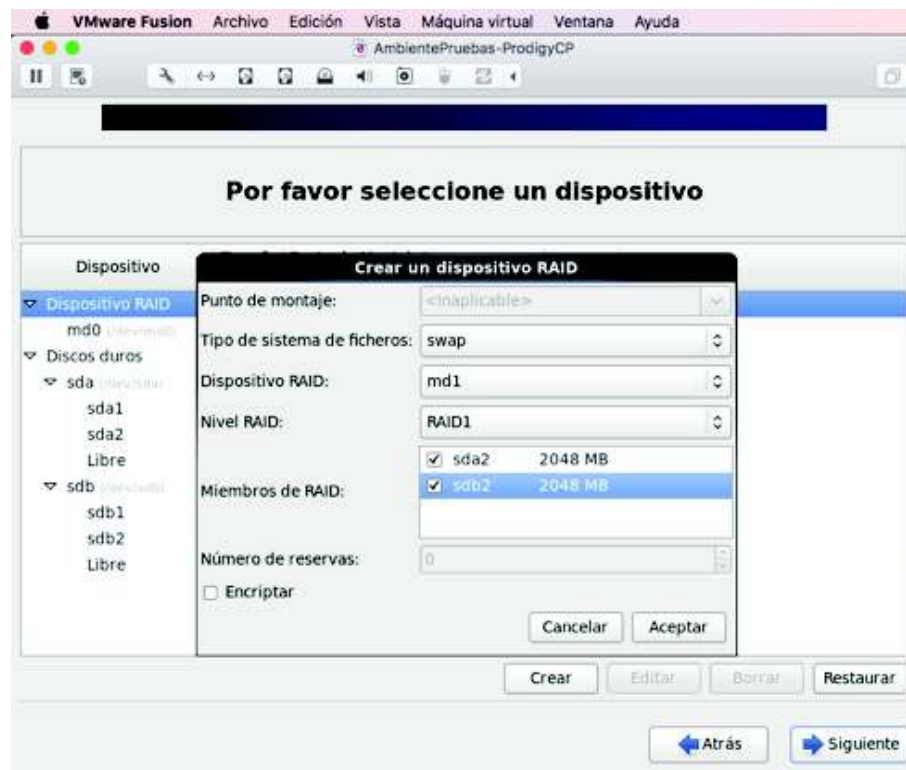 VMware Fusion Archivo Edición Vista Máquina virtual Ventana Ayuda
AmbientePruebas-ProdigyCP
Por favor seleccione un dispositivo
Dispositivo
Crear un dispositivo RAID
Dispositivo RAID
md0
Discos duros
sda
sda1
sda2
Libre
sdb
sdb1
sdb2
Libre
Punto de montaje: <Inaplicable>
Tipo de sistema de ficheros: swap
Dispositivo RAID: md1
Nivel RAID: RAID1
Miembros de RAID:
sda2 2048 MB
sdb2 2048 MB
Número de reservas: 0
Encriptar
Cancelar Aceptar
Crear Editar Borrar Restaurar
Atrás Siguiente